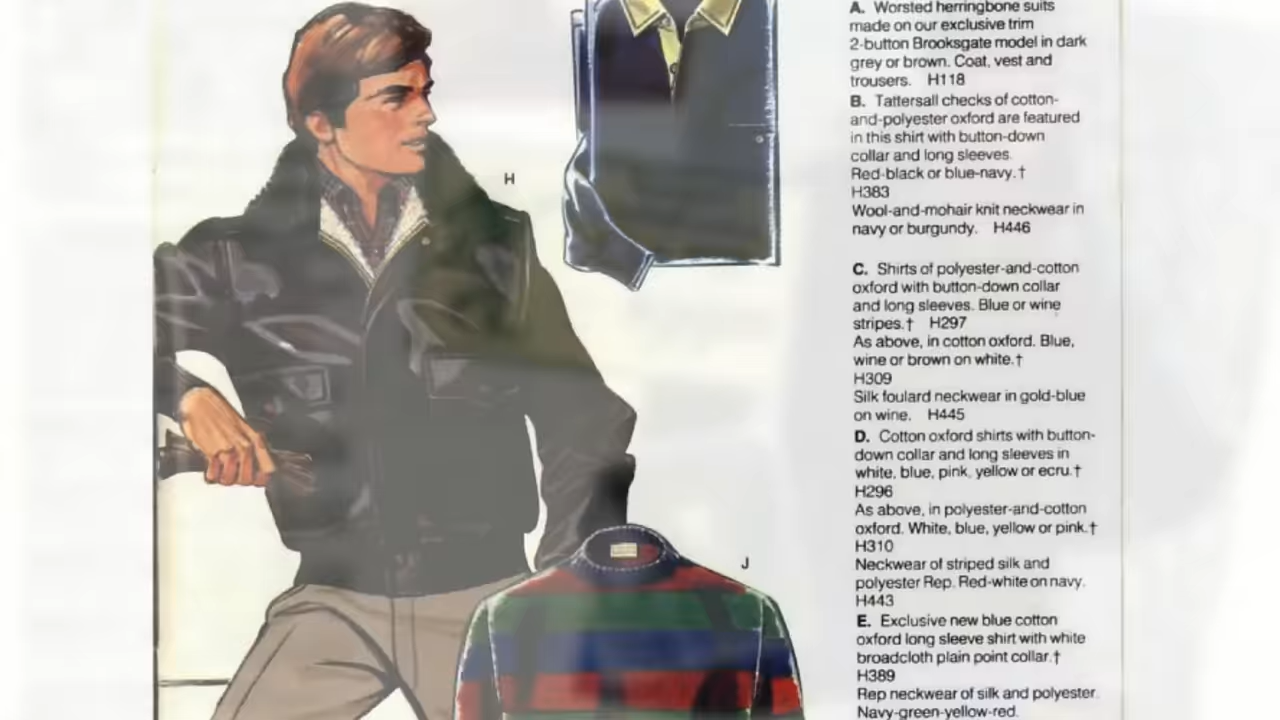 H
J
A. Worsted herringbone suits
made on our exclusive trim
2-button Brooksgate model in dark
grey or brown. Coat, vest and
trousers. H118
B. Tattersall checks of cotton-
and-polyester oxford are featured
in this shirt with button-down
collar and long sleeves.
Red-black or blue-navy.†
H383
Wool-and-mohair knit neckwear in
navy or burgundy. H446
C. Shirts of polyester-and-cotton
oxford with button-down collar
and long sleeves. Blue or wine
stripes.† H297
As above, in cotton oxford. Blue,
wine or brown on white.†
H309
Silk foulard neckwear in gold-blue
on wine. H445
D. Cotton oxford shirts with button-
down collar and long sleeves in
white, blue, pink, yellow or ecru.†
H296
As above, in polyester-and-cotton
oxford. White, blue, yellow or pink.†
H310
Neckwear of striped silk and
polyester Rep. Red-white on navy.
H443
E. Exclusive new blue cotton
oxford long sleeve shirt with white
broadcloth plain point collar.†
H389
Rep neckwear of silk and polyester.
Navy-green-yellow-red.